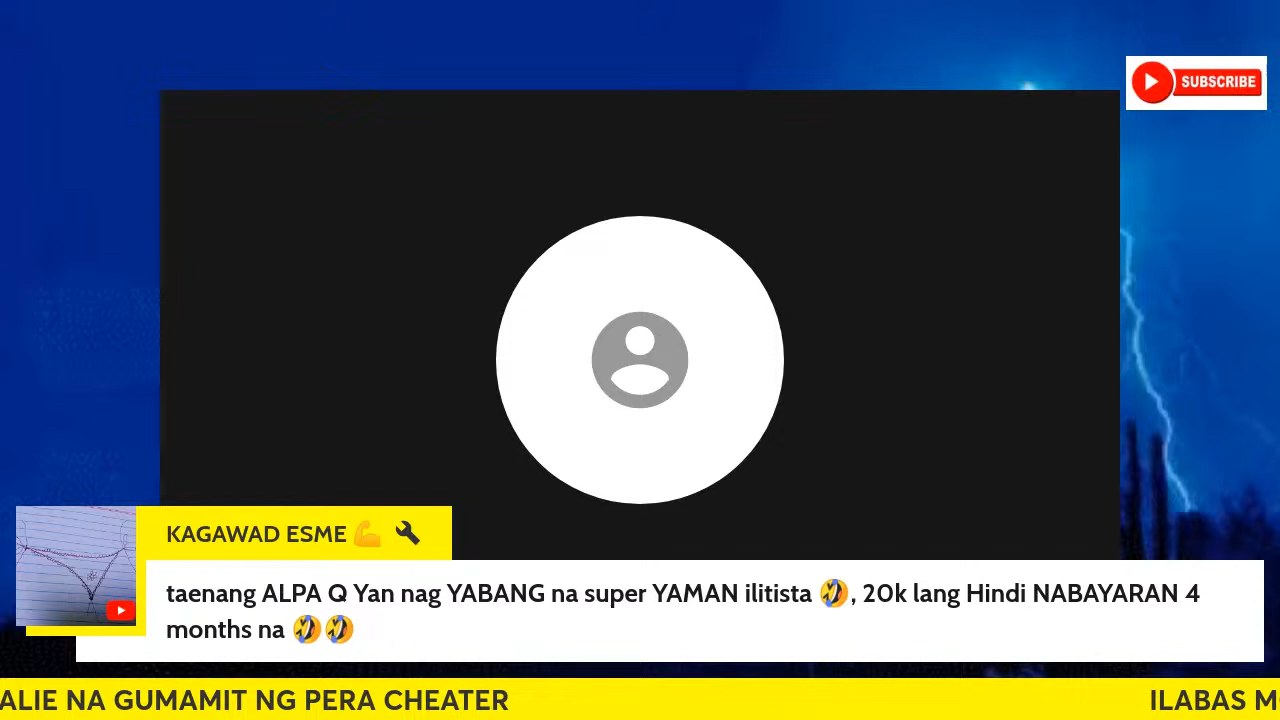 SUBSCRIBE
KAGAWAD ESME 💪 🔧
taenang ALPA Q Yan nag YABANG na super YAMAN ilitista 🤣, 20k lang Hindi NABAYARAN 4
months na 🤣🤣
ALIE NA GUMAMIT NG PERA CHEATER
ILABAS M